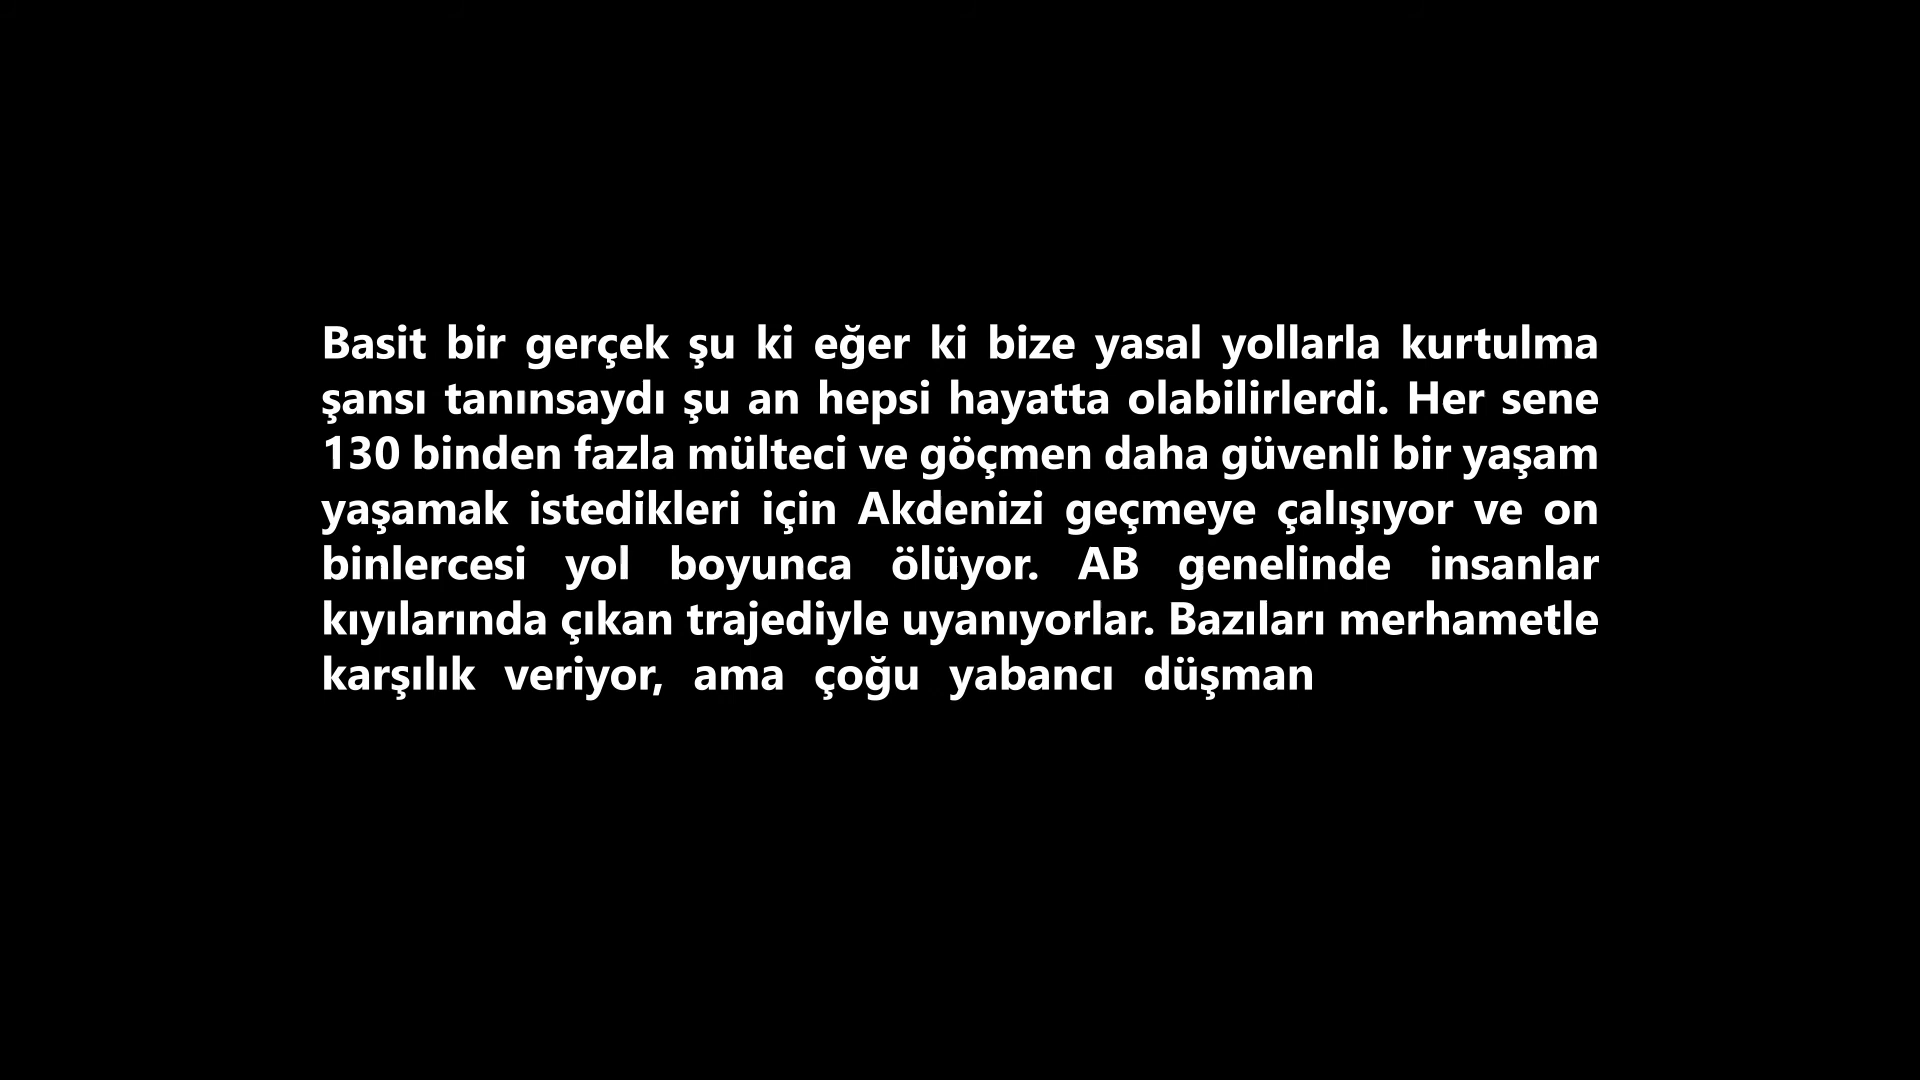 Basit bir gerçek şu ki eğer ki bize yasal yollarla kurtulma
şansı tanınsaydı şu an hepsi hayatta olabilirlerdi. Her sene
130 binden fazla mülteci ve göçmen daha güvenli bir yaşam
yaşamak istedikleri için Akdenizi geçmeye çalışıyor ve on
binlercesi yol boyunca ölüyor. AB genelinde insanlar
kıyılarında çıkan trajediyle uyanıyorlar. Bazıları merhametle
karşılık veriyor, ama çoğu yabancı düşman